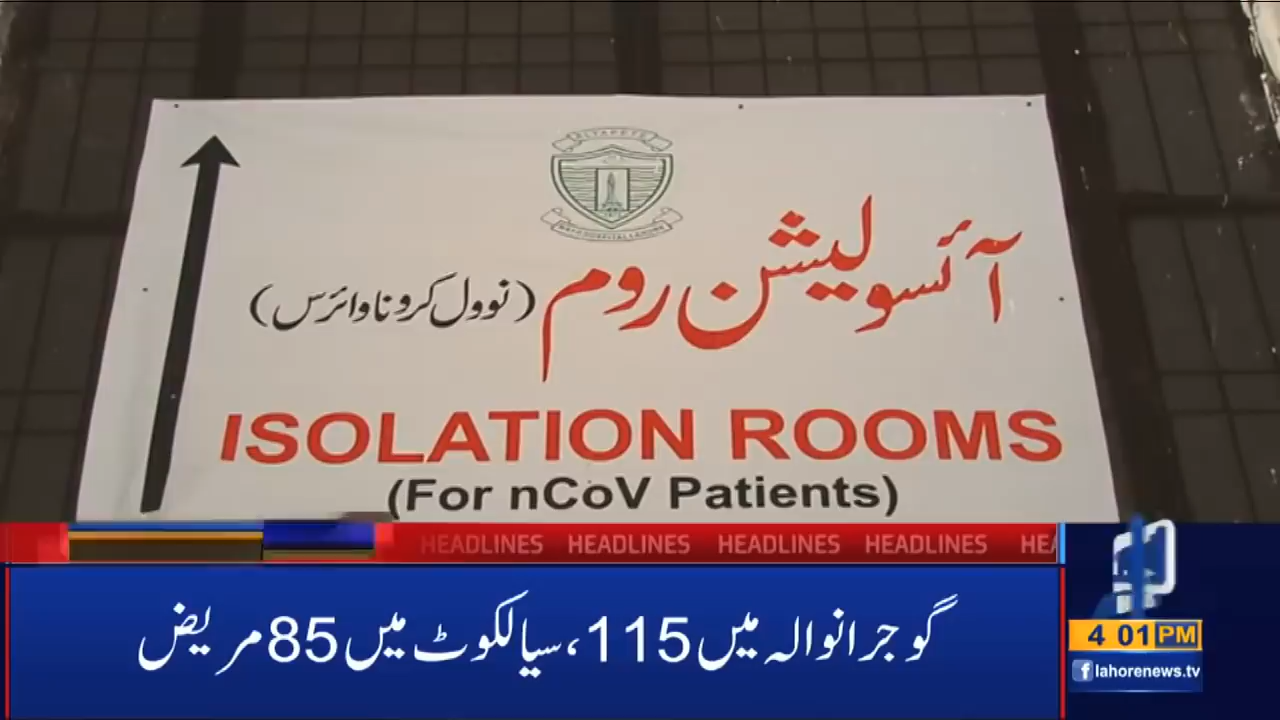 آئسولیشن روم (نوول کرونا وائرس)
ISOLATION ROOMS
(For nCoV Patients)
HEADLINES HEADLINES HEADLINES HEADLINES
گوجرانوالہ میں 115، سیالکوٹ میں 85 مریض
4 01 PM
lahorenews.tv